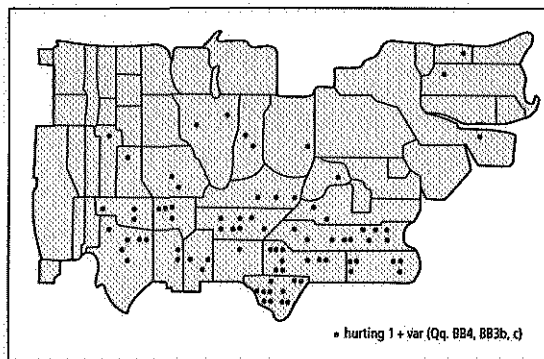 • hurting 1 + var (Qq. BB4, BB3b, c)